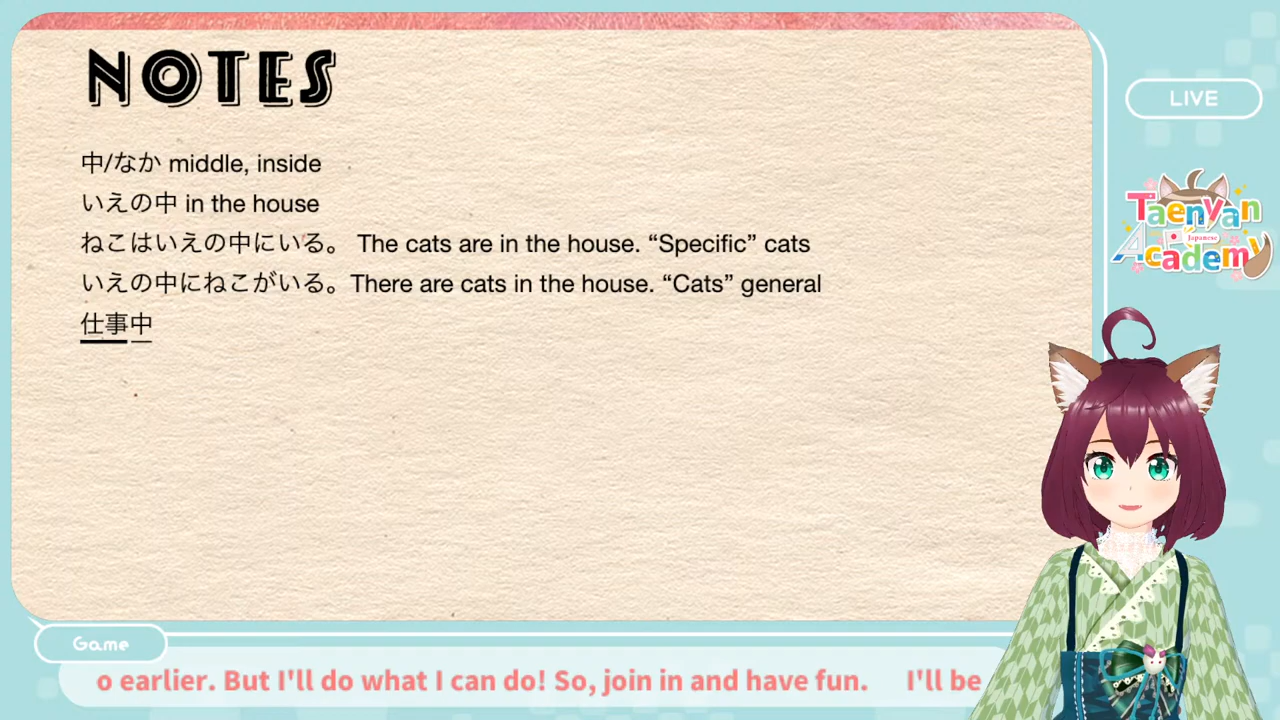 NOTES
中/なか middle, inside
いえの中 in the house
ねこはいえの中にいる。 The cats are in the house. “Specific” cats
いえの中にねこがいる。There are cats in the house. “Cats” general
仕事中
LIVE
Taenyan
Japanese
Academy
Game
o earlier. But I'll do what I can do! So, join in and have fun. I'll be